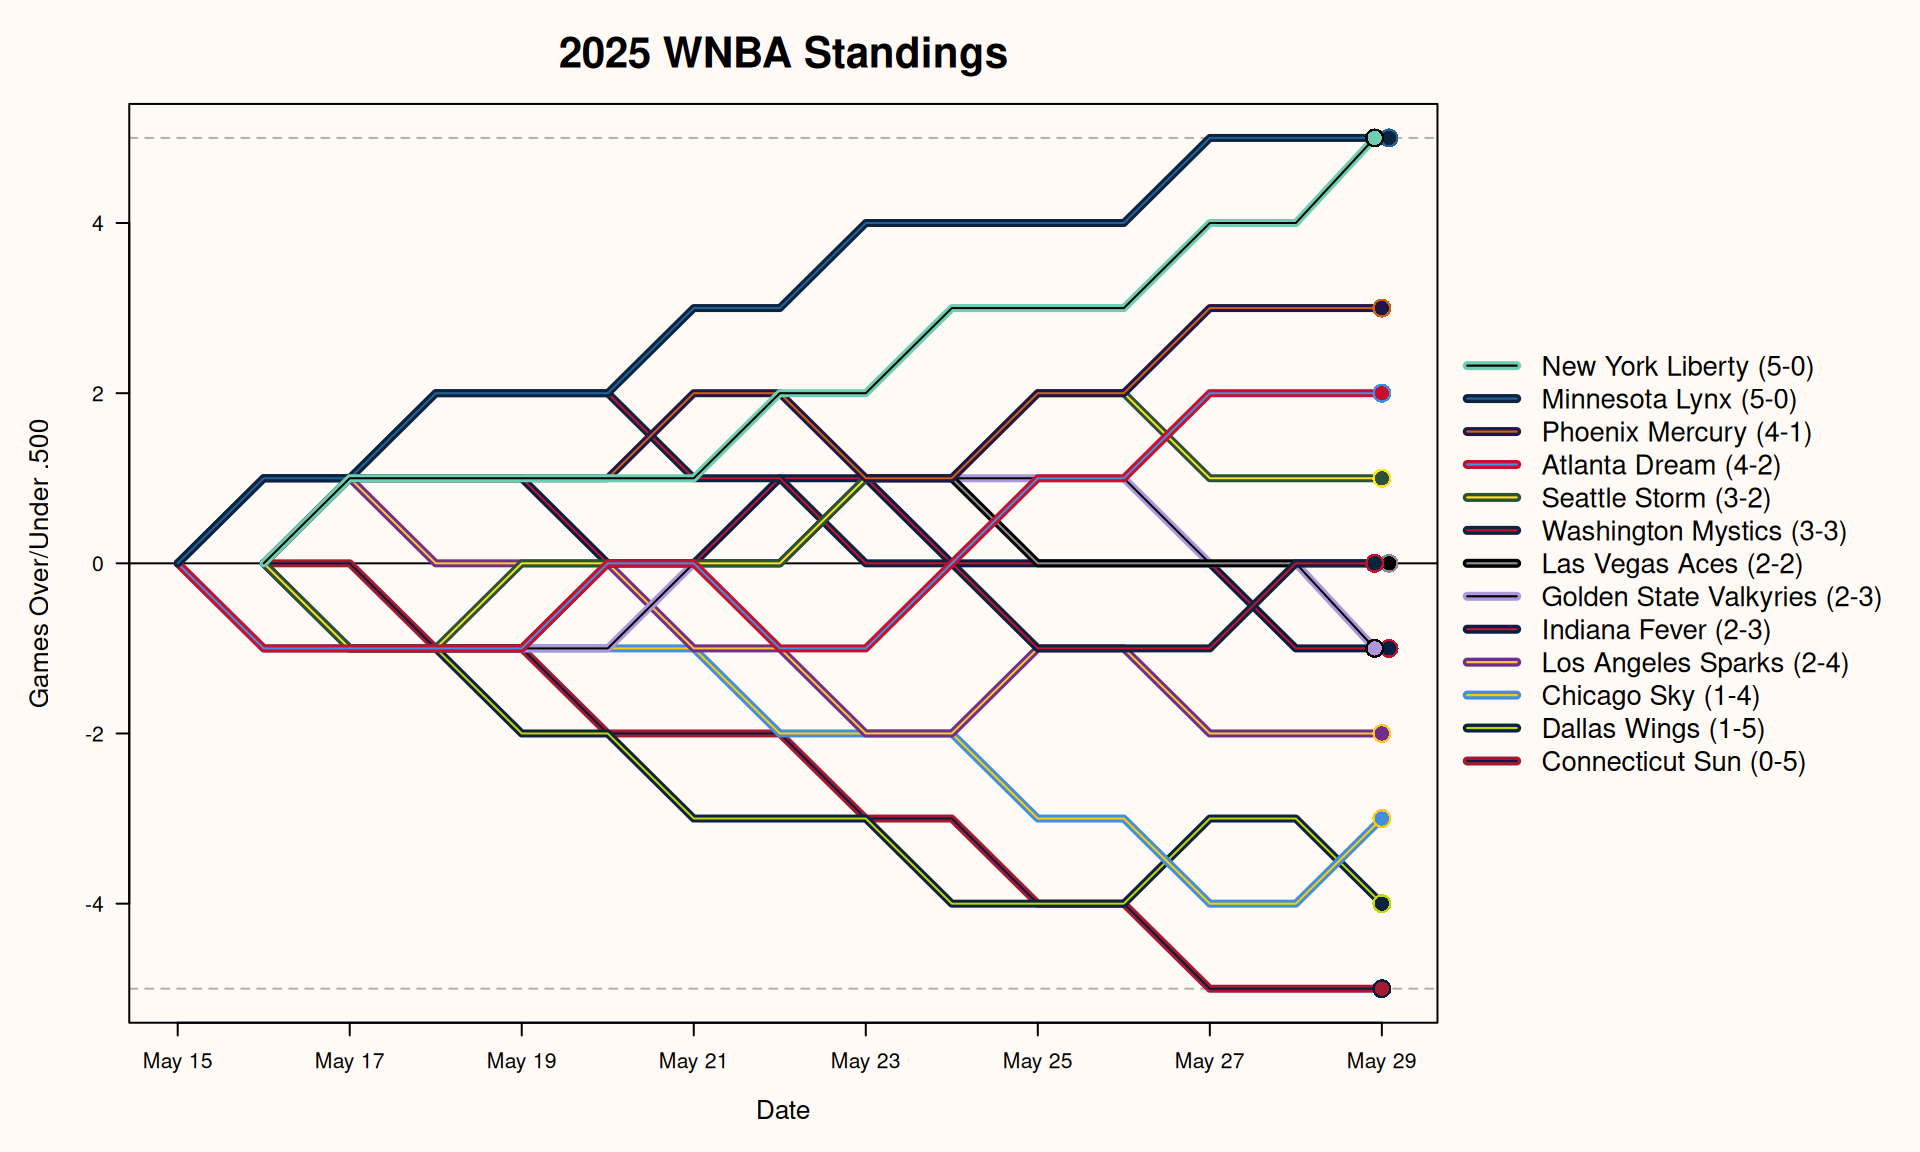 2025 WNBA Standings
Games Over/Under .500
4
2
0
-2
-4
May 15
May 17
May 19
May 21
May 23
May 25
May 27
May 29
Date
New York Liberty (5-0)
Minnesota Lynx (5-0)
Phoenix Mercury (4-1)
Atlanta Dream (4-2)
Seattle Storm (3-2)
Washington Mystics (3-3)
Las Vegas Aces (2-2)
Golden State Valkyries (2-3)
Indiana Fever (2-3)
Los Angeles Sparks (2-4)
Chicago Sky (1-4)
Dallas Wings (1-5)
Connecticut Sun (0-5)